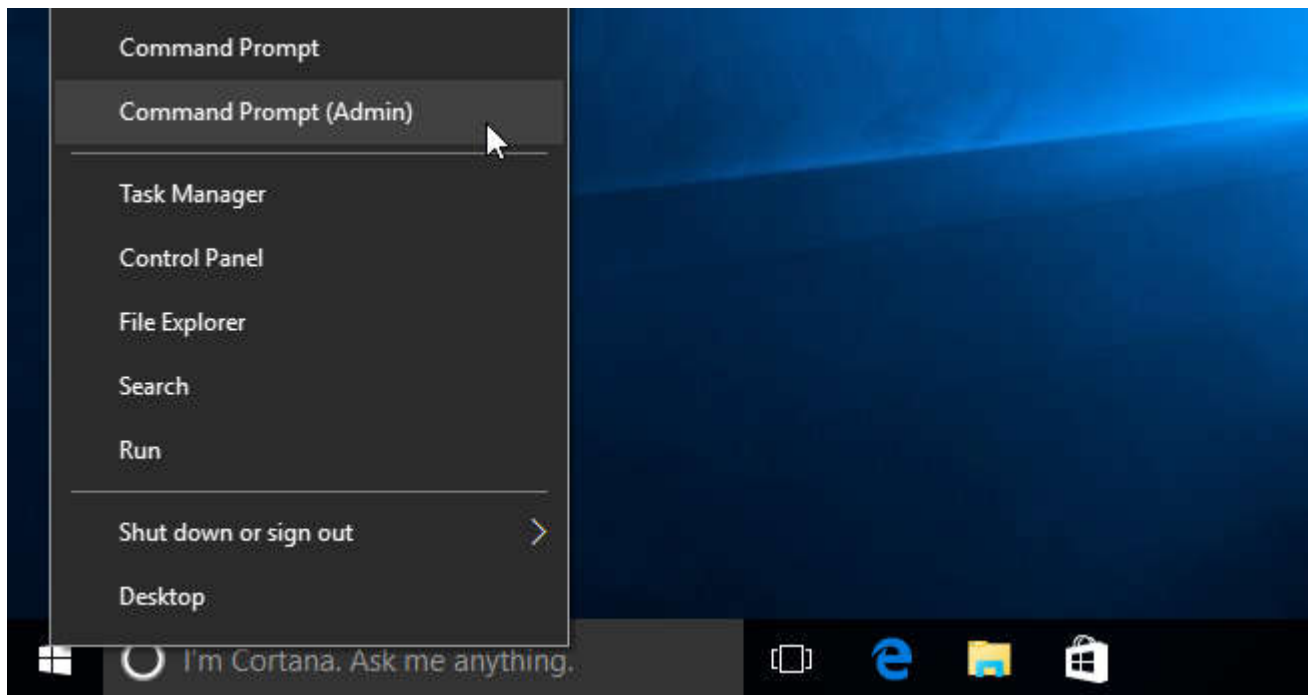 Command Prompt
Command Prompt (Admin)
Task Manager
Control Panel
File Explorer
Search
Run
Shut down or sign out
Desktop
I'm Cortana. Ask me anything.